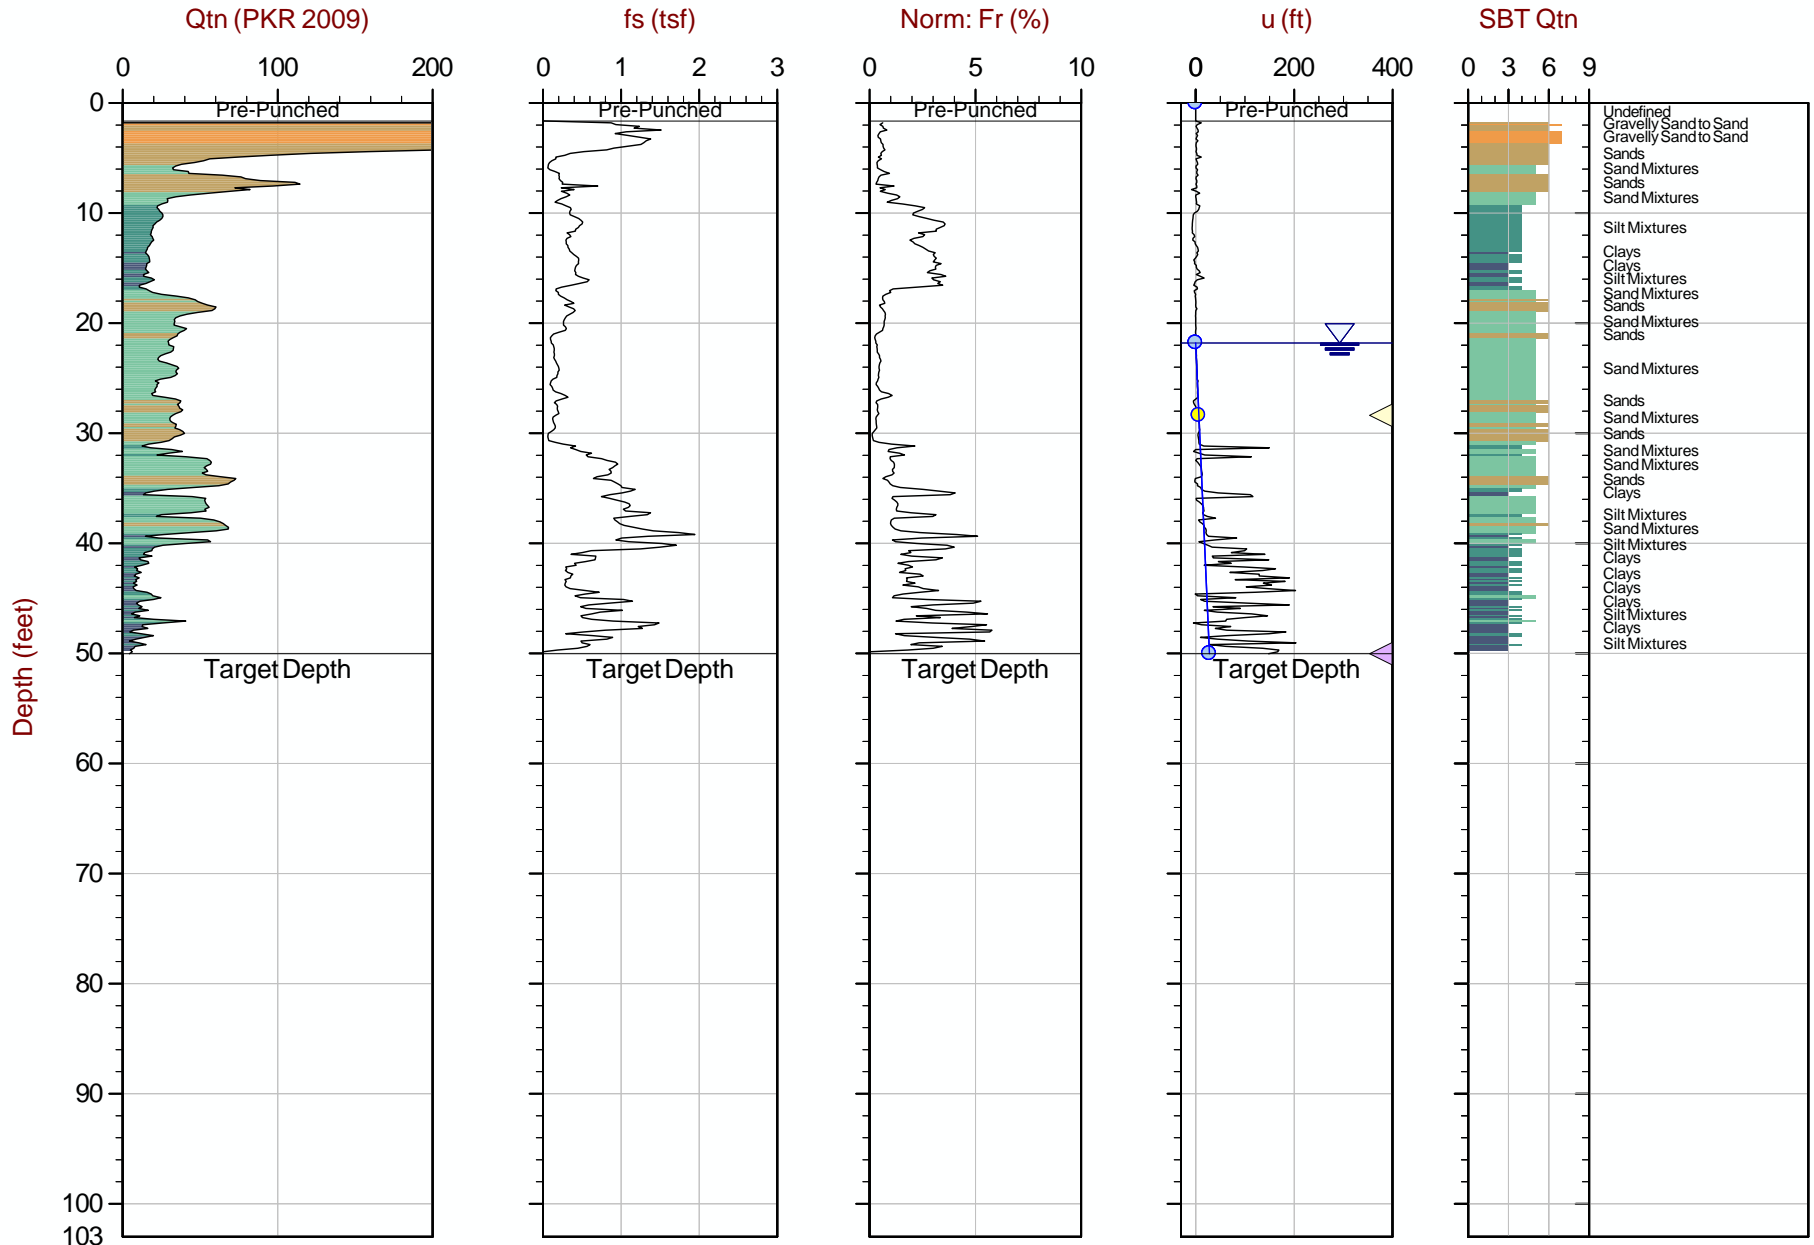 Qtn (PKR 2009) fs (tsf) Norm: Fr (%) u (ft) SBT Qtn
0 100 200 0 1 2 3 0 5 10 0 200 400 0 3 6 9
0 Pre-Punched Pre-Punched Pre-Punched Pre-Punched
Undefined
Gravelly Sand to Sand
Gravelly Sand to Sand
Sands
Sand Mixtures
Sands
Sand Mixtures
10
Silt Mixtures
Clays
Clays
Silt Mixtures
Sand Mixtures
Sands
20
Sand Mixtures
Sands
Sand Mixtures
Sands
Sand Mixtures
30
Sands
Sand Mixtures
Sand Mixtures
Sands
Clays
Silt Mixtures
Sand Mixtures
40
Silt Mixtures
Clays
Clays
Clays
Clays
Silt Mixtures
Clays
Silt Mixtures
50
Target Depth Target Depth Target Depth Target Depth
Depth (feet)
60
70
80
90
100
103